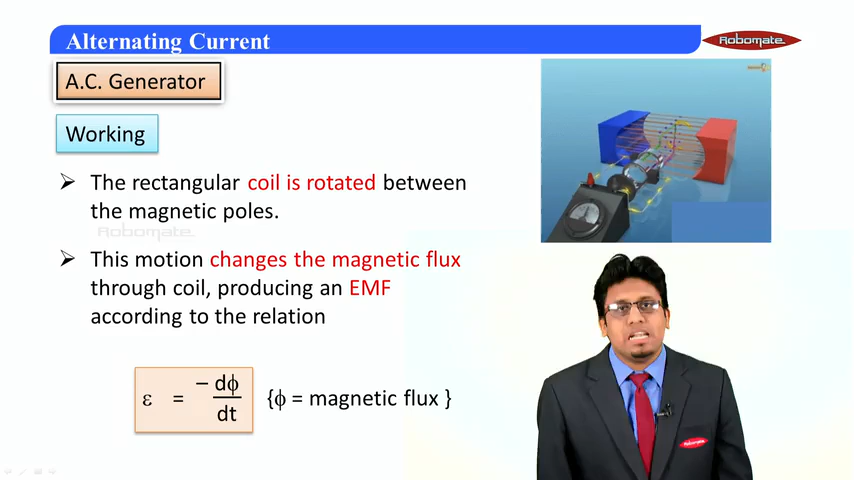 Alternating Current
Robomate
A.C. Generator
Working
➢ The rectangular coil is rotated between
the magnetic poles.
Robomate
➢ This motion changes the magnetic flux
through coil, producing an EMF
according to the relation
ε = – dϕ/dt {ϕ = magnetic flux }
Robomate